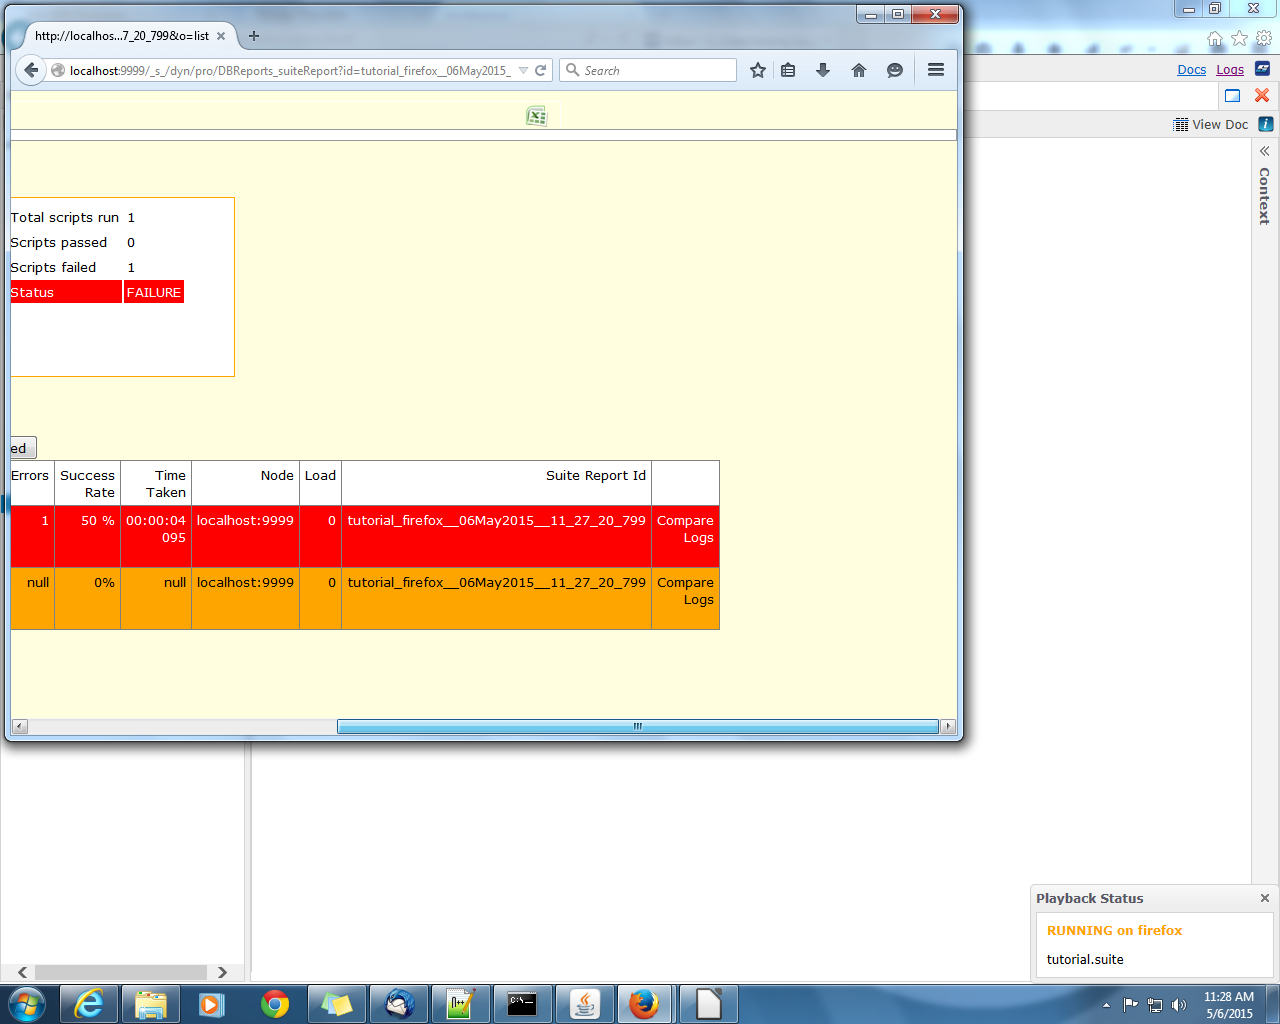 http://localhos...7_20_799&o=list
localhost:9999/_s_/dyn/pro/DBReports_suiteReport?id=tutorial_firefox__06May2015_
Search
Docs Logs
View Doc
Context
Total scripts run 1
Scripts passed 0
Scripts failed 1
Status FAILURE
ed
Errors Success Rate Time Taken Node Load Suite Report Id
1 50 % 00:00:04 095 localhost:9999 0 tutorial_firefox__06May2015__11_27_20_799 Compare Logs
null 0% null localhost:9999 0 tutorial_firefox__06May2015__11_27_20_799 Compare Logs
Playback Status
RUNNING on firefox
tutorial.suite
11:28 AM
5/6/2015